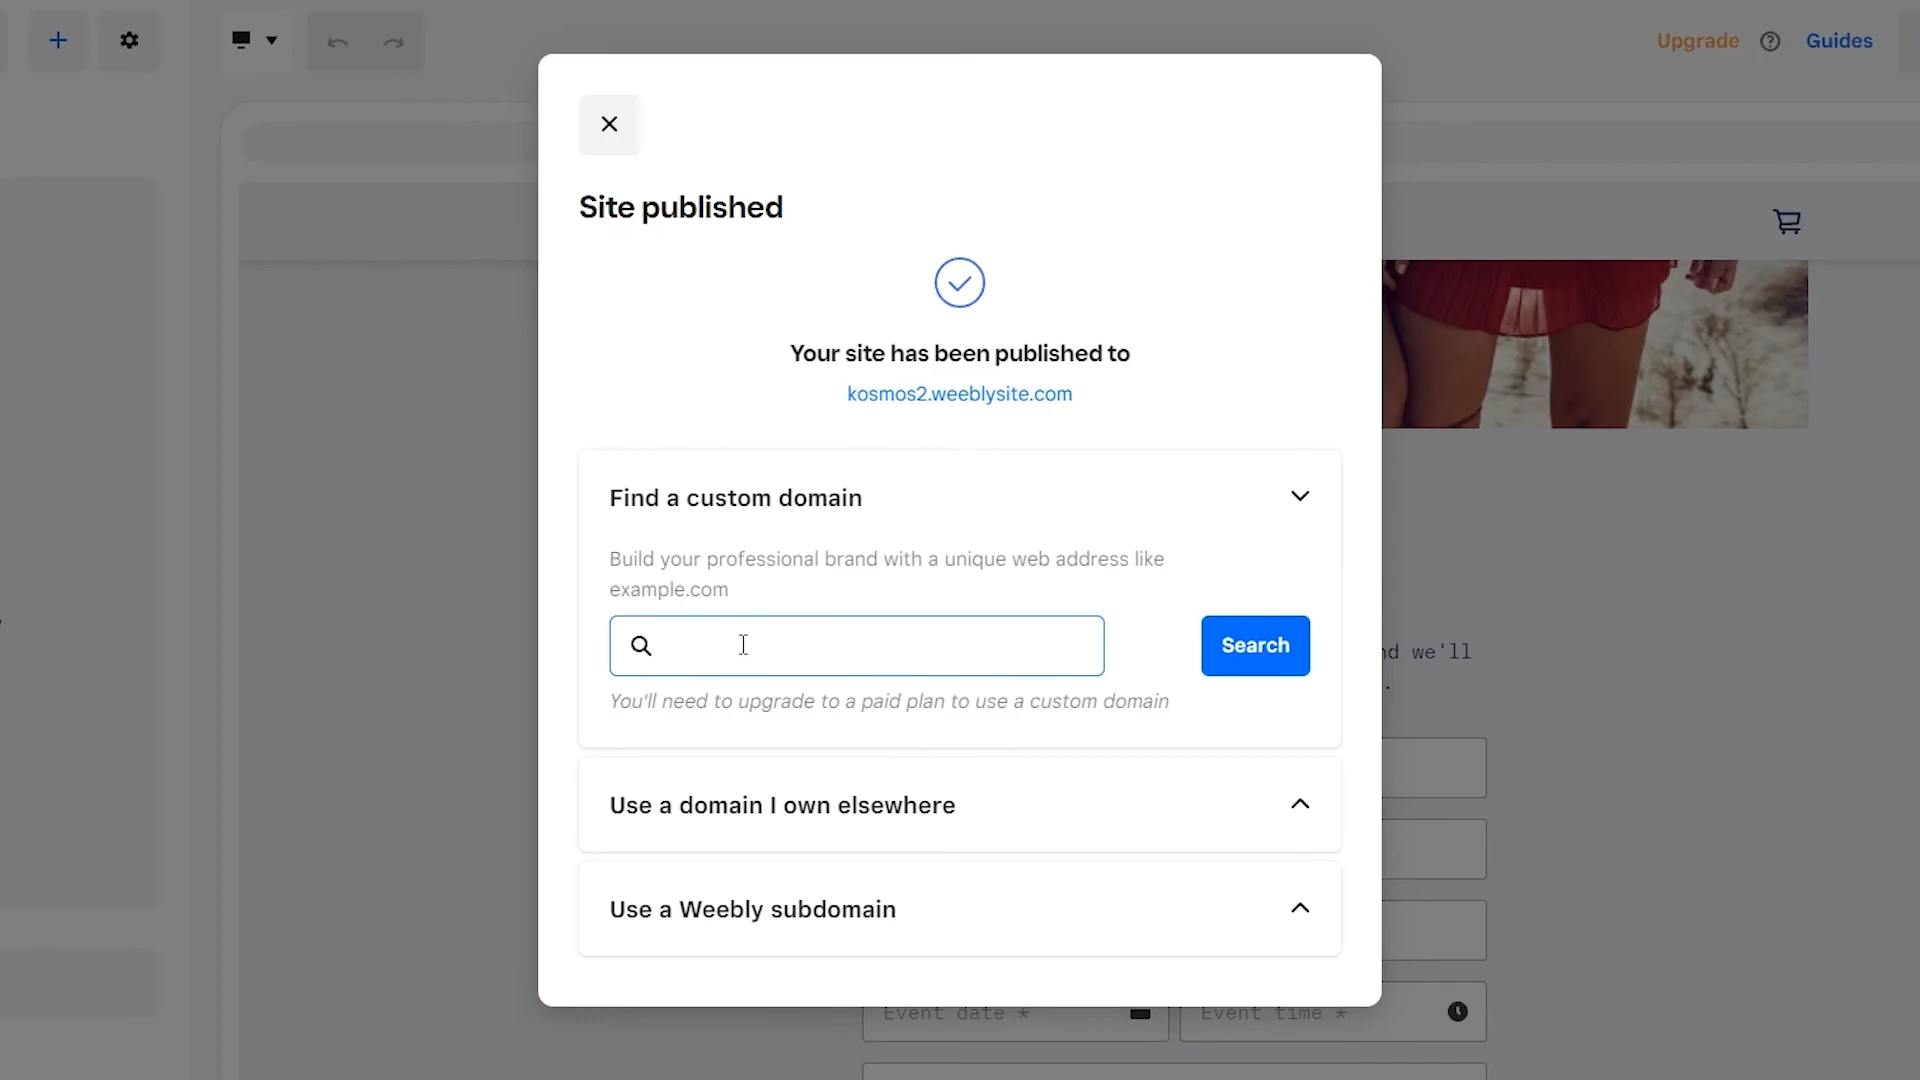 Upgrade
Guides
Site published
Your site has been published to
kosmos2.weeblysite.com
Find a custom domain
Build your professional brand with a unique web address like
example.com
Search
You'll need to upgrade to a paid plan to use a custom domain
Use a domain I own elsewhere
Use a Weebly subdomain
we'll
Event date *
Event time *